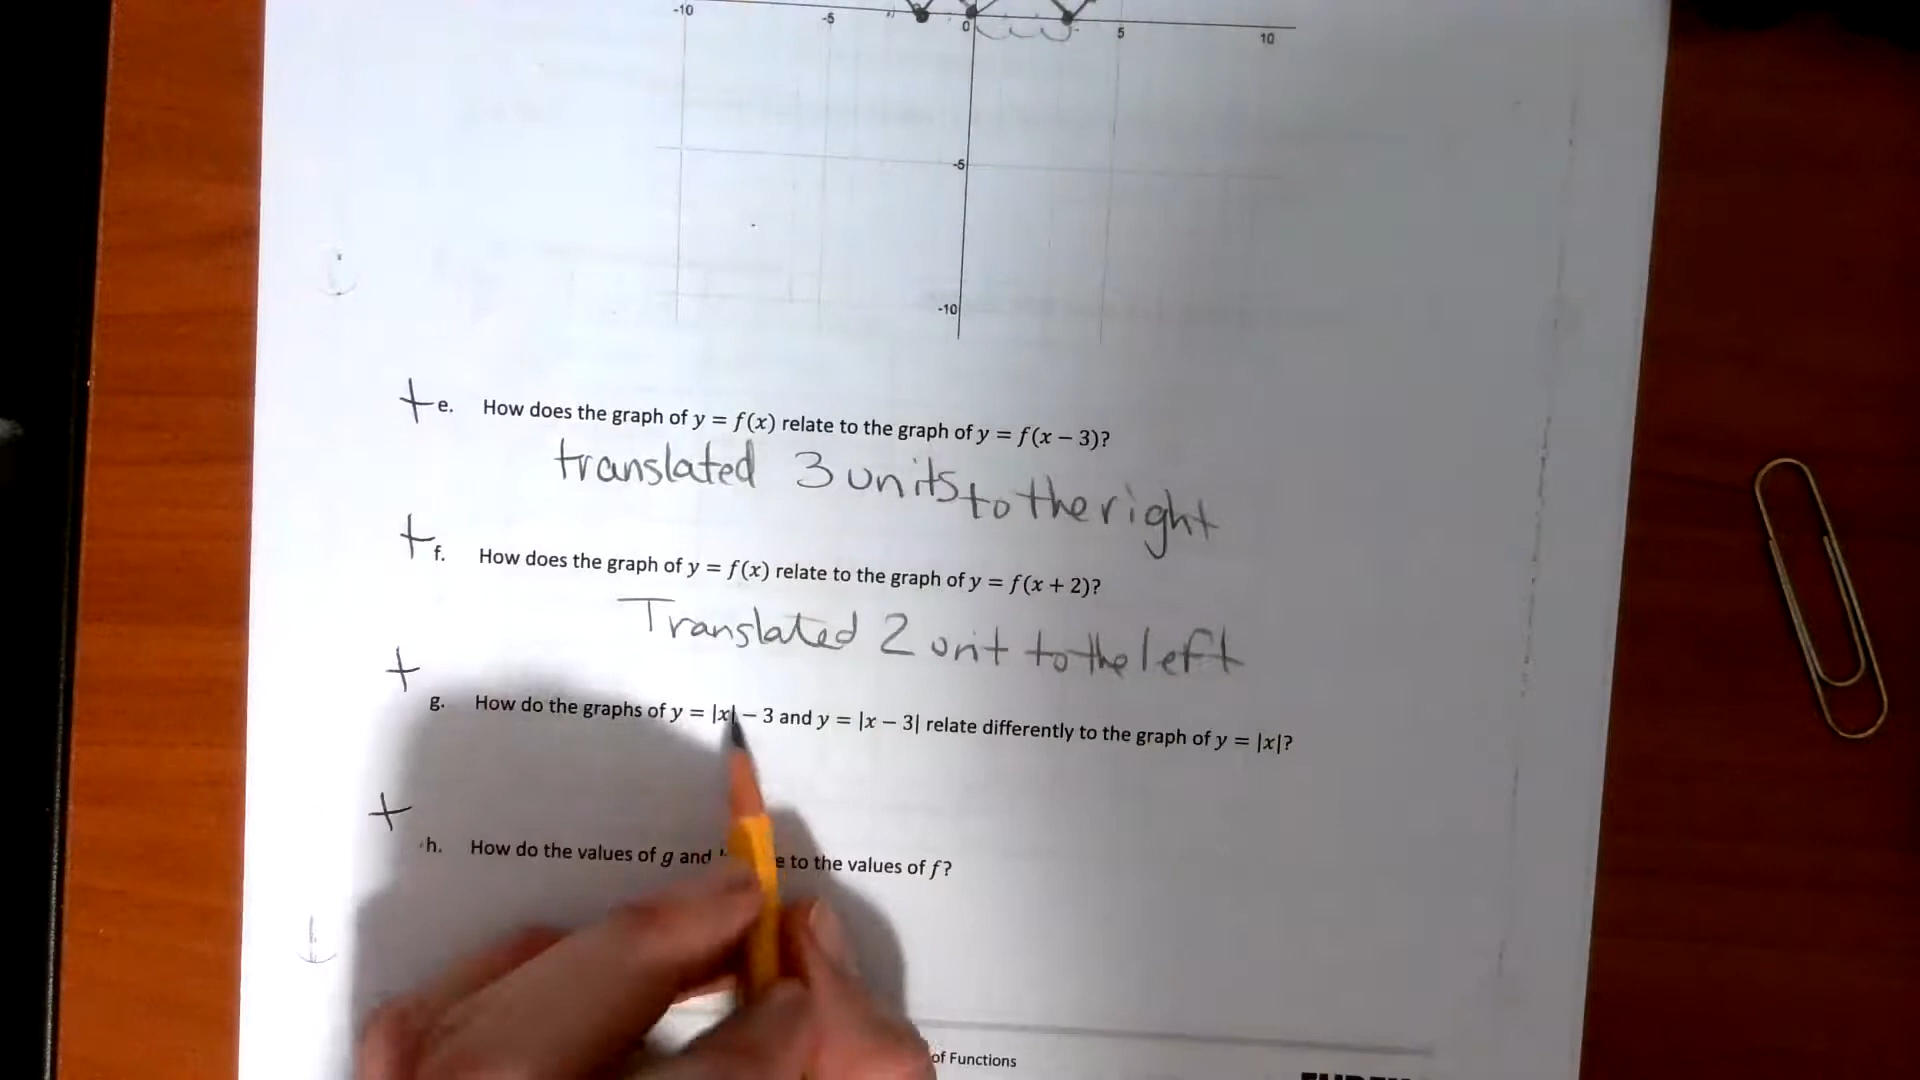 -10 -5 0 5 10
-5
-10
+ e. How does the graph of y = f(x) relate to the graph of y = f(x − 3)?
translated 3 units to the right
+ f. How does the graph of y = f(x) relate to the graph of y = f(x + 2)?
Translated 2 unit to the left
+
g. How do the graphs of y = |x| − 3 and y = |x − 3| relate differently to the graph of y = |x|?
+
h. How do the values of g and e to the values of f?
of Functions